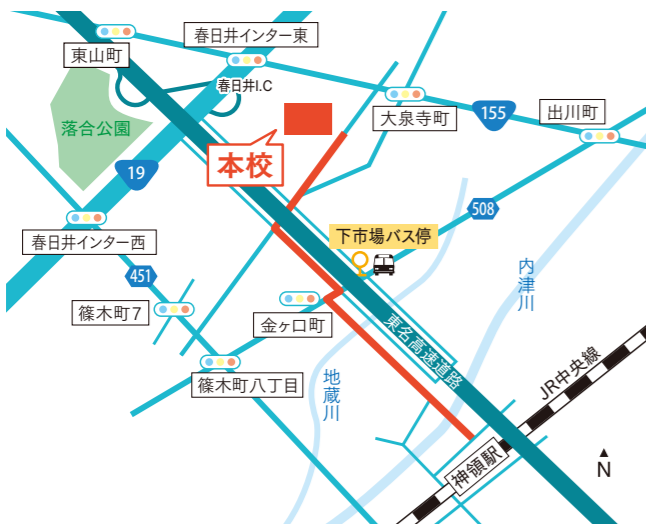 春日井インター東
東山町
春日井I.C
大泉寺町
155
出川町
落合公園
本校
19
508
春日井インター西
下市場バス停
451
内津川
篠木町7
金ヶ口町
東名高速道路
JR中央線
篠木町八丁目
地蔵川
神領駅
N